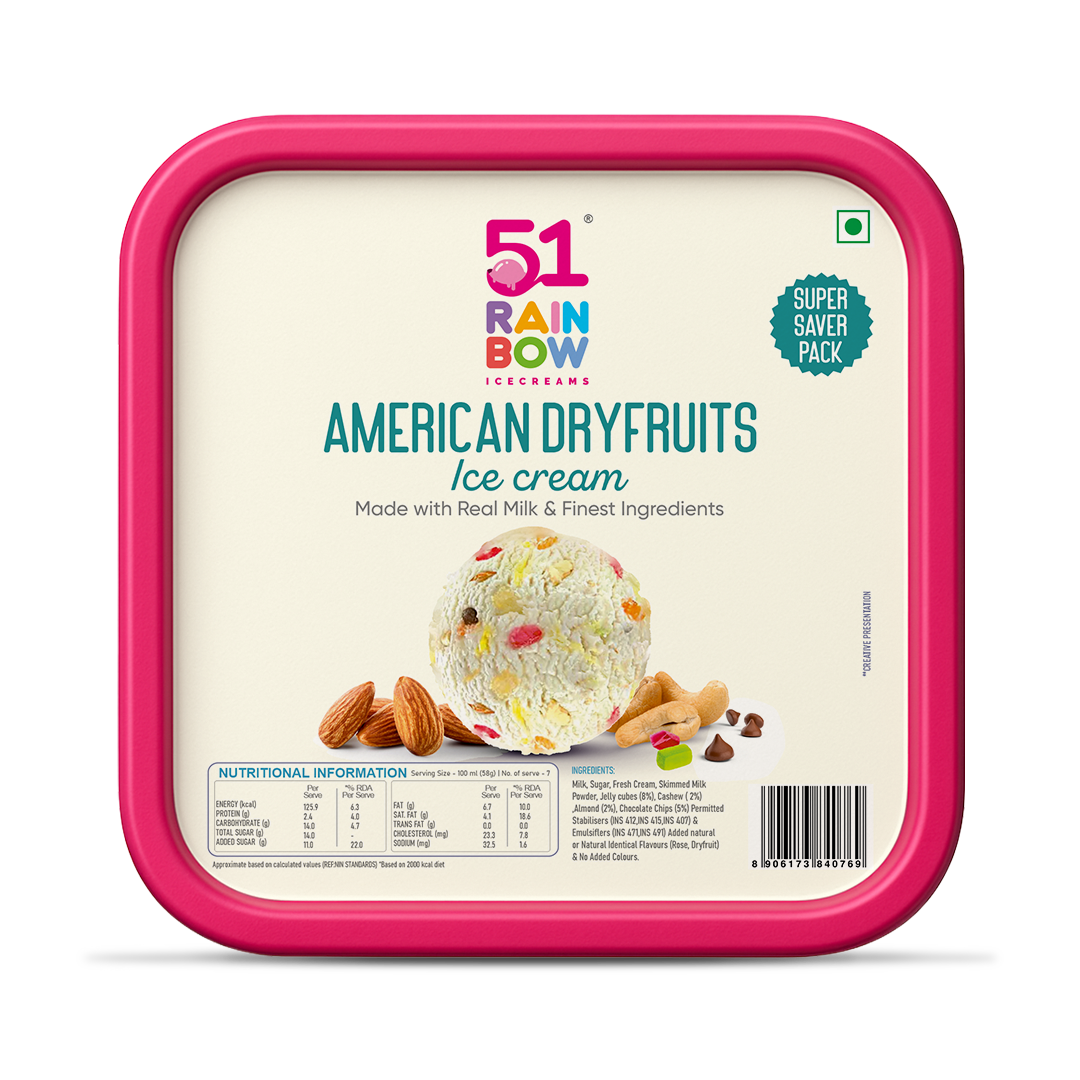 51®
RAIN
BOW
ICECREAMS
SUPER
SAVER
PACK
AMERICAN DRYFRUITS
Ice cream
Made with Real Milk & Finest Ingredients
**CREATIVE PRESENTATION
NUTRITIONAL INFORMATION Serving Size - 100 ml (58g) | No. of serve - 7
Per Serve *% RDA Per Serve
ENERGY (kcal) 125.9 6.3
PROTEIN (g) 2.4 4.0
CARBOHYDRATE (g) 14.0 4.7
TOTAL SUGAR (g) 14.0 -
ADDED SUGAR (g) 11.0 22.0
Per Serve *% RDA Per Serve
FAT (g) 6.7 10.0
SAT. FAT (g) 4.1 18.6
TRANS FAT (g) 0.0 0.0
CHOLESTEROL (mg) 23.3 7.8
SODIUM (mg) 32.5 1.6
Approximate based on calculated values (REF:NIN STANDARDS) *Based on 2000 kcal diet
INGREDIENTS:
Milk, Sugar, Fresh Cream, Skimmed Milk
Powder, Jelly cubes (8%), Cashew ( 2%)
,Almond (2%), Chocolate Chips (5%) Permitted
Stabilisers (INS 412,INS 415,INS 407) &
Emulsiflers (INS 471,INS 491) Added natural
or Natural Identical Flavours (Rose, Dryfruit)
& No Added Colours.
8 906173 840769